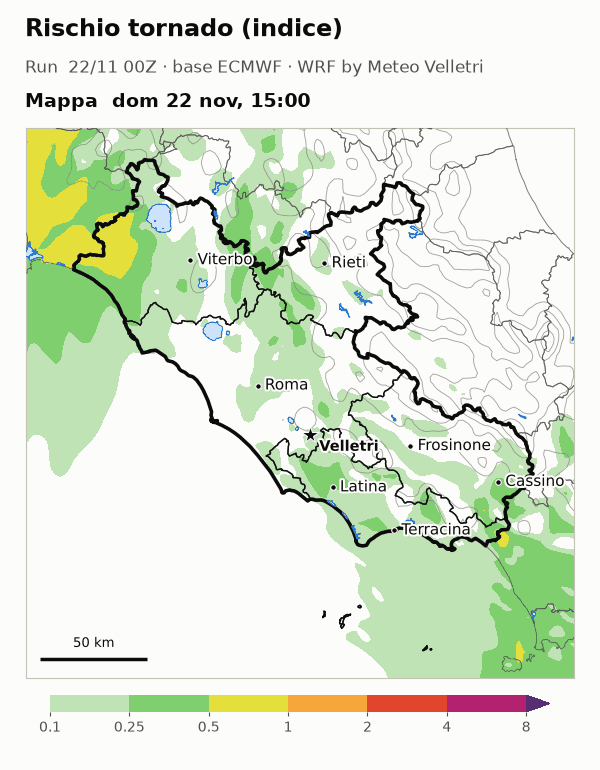 Rischio tornado (indice)
Run  22/11 00Z · base ECMWF · WRF by Meteo Velletri
Mappa  dom 22 nov, 15:00
Viterbo
Rieti
Roma
Velletri
Frosinone
Latina
Cassino
Terracina
50 km
0.1 0.25 0.5 1 2 4 8